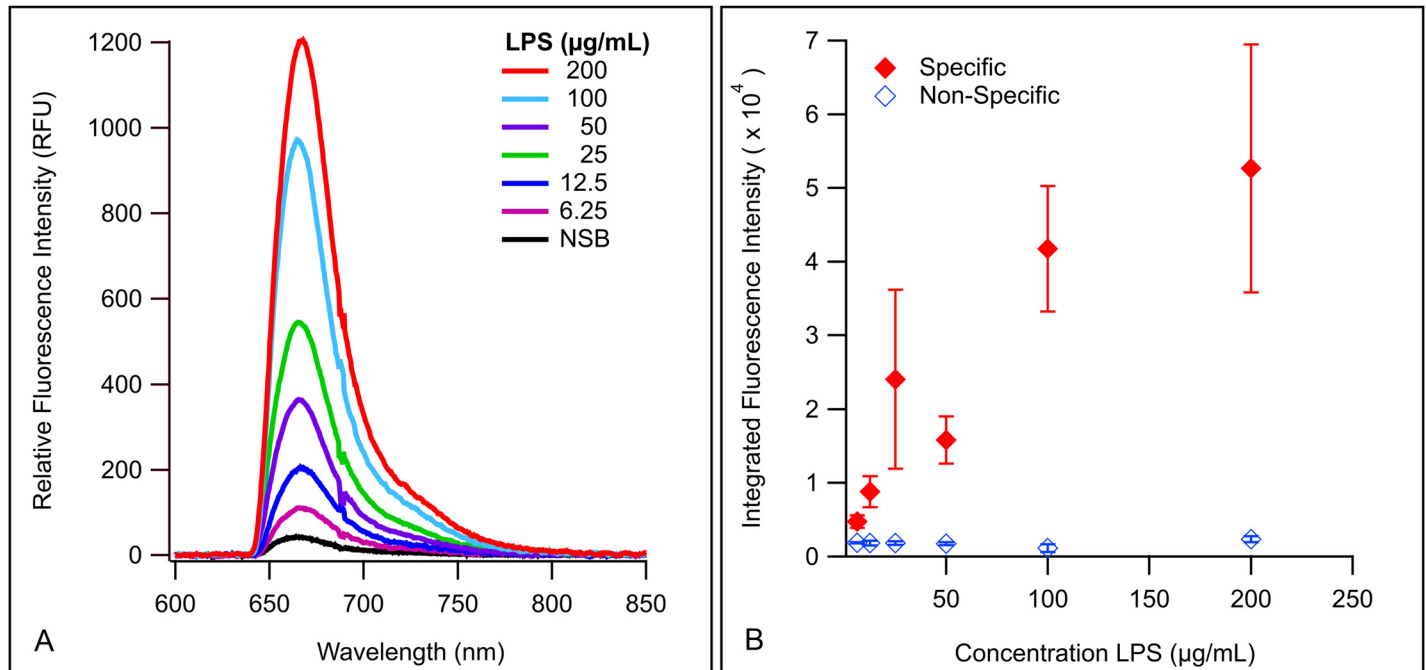 Relative Fluorescence Intensity (RFU)
1200
1000
800
600
400
200
0
600 650 700 750 800 850
Wavelength (nm)
LPS (µg/mL)
200
100
50
25
12.5
6.25
NSB
A
Integrated Fluorescence Intensity ( x 10⁴ )
7
6
5
4
3
2
1
0
50 100 150 200 250
Concentration LPS (µg/mL)
Specific
Non-Specific
B